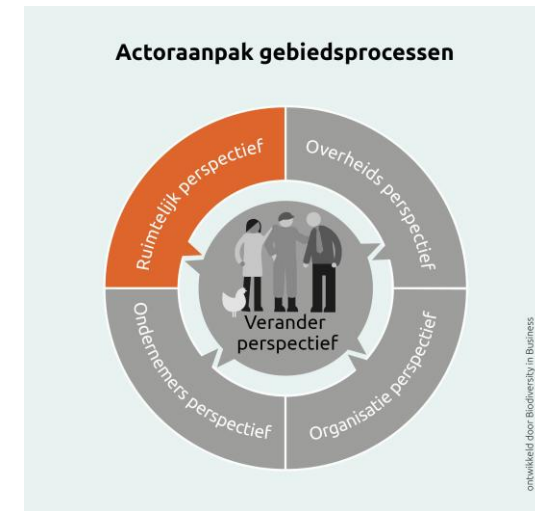 Actoraanpak gebiedsprocessen
Ruimtelijk perspectief
Overheids perspectief
Verander
perspectief
Ondernemers perspectief
Organisatie perspectief
ontwikkeld door Biodiversity in Business